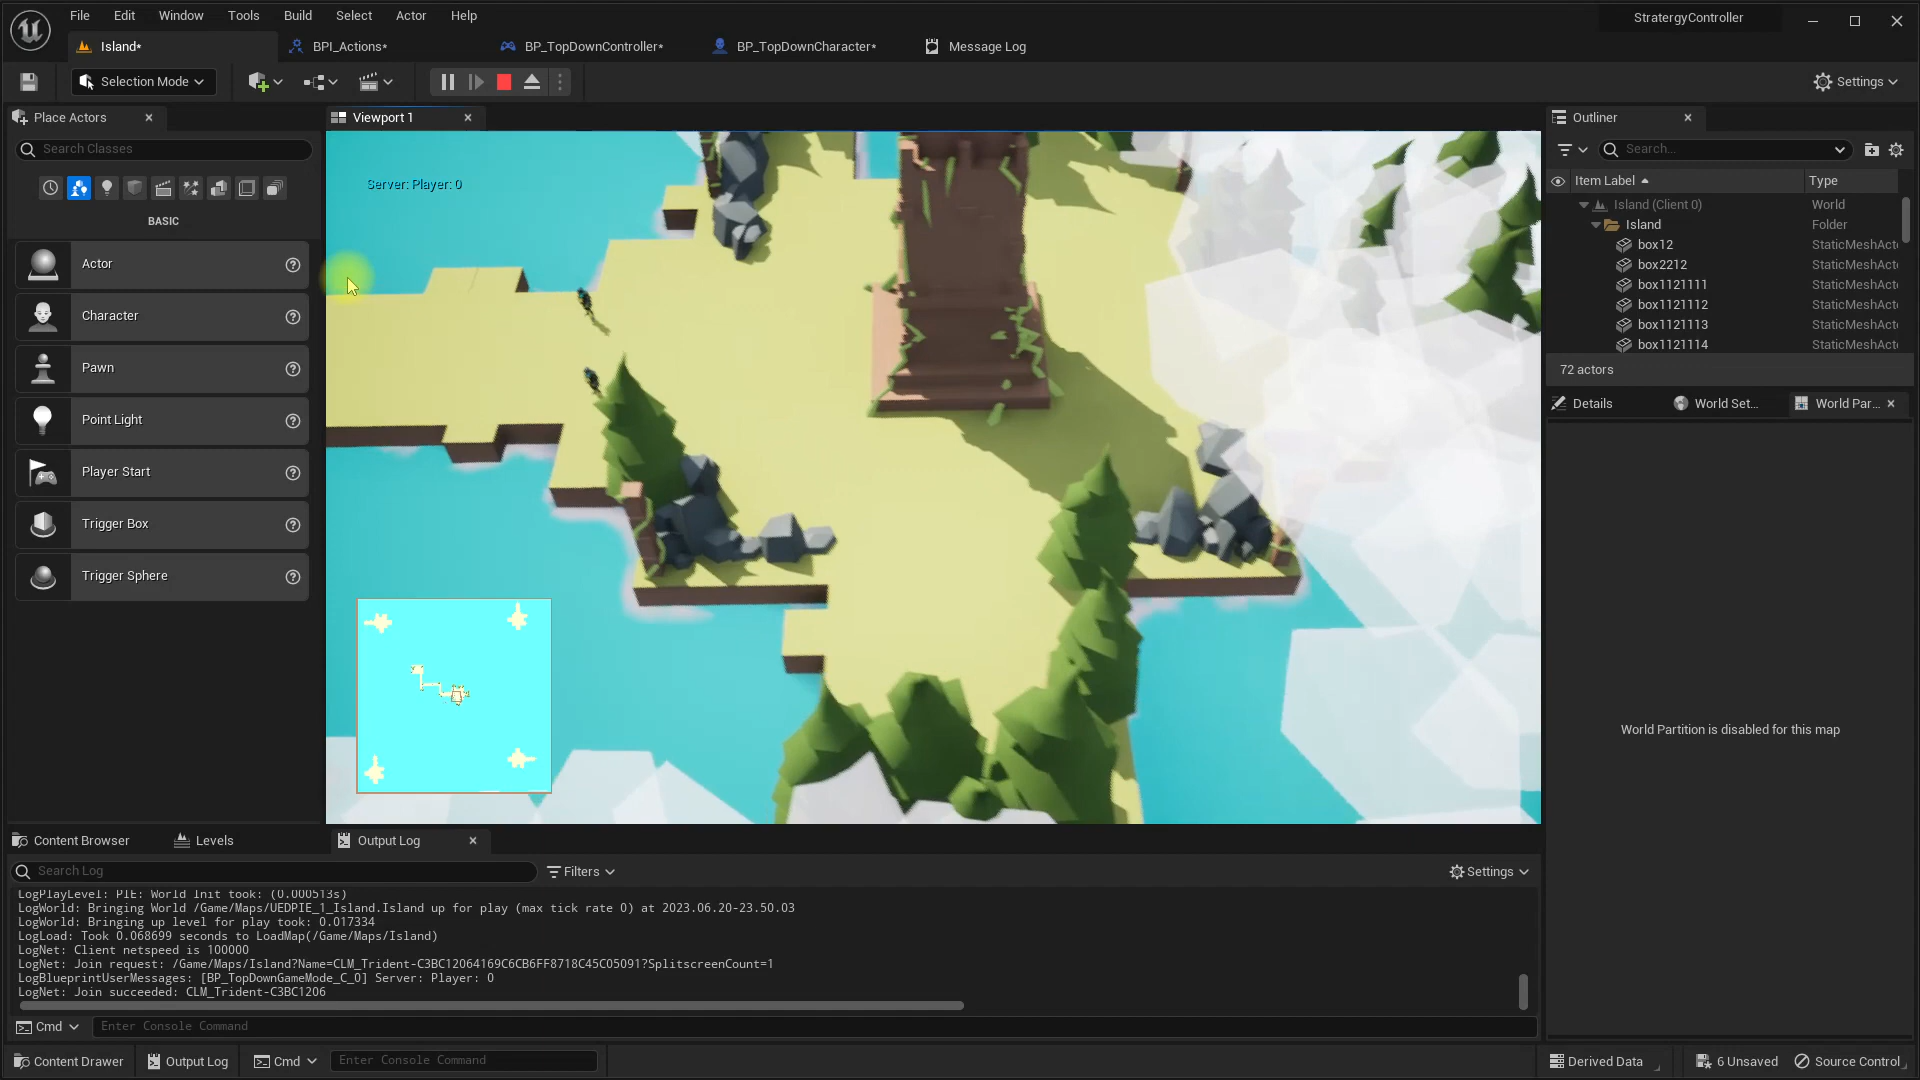 File Edit Window Tools Build Select Actor Help
StratergyController
Island*
BPI_Actions*
BP_TopDownController*
BP_TopDownCharacter*
Message Log
Selection Mode
Settings
Place Actors
Viewport 1
Outliner
Search Classes
Search...
BASIC
Item Label
Type
Actor
Character
Pawn
Point Light
Player Start
Trigger Box
Trigger Sphere
Server: Player: 0
Island (Client 0) World
Island Folder
box12 StaticMeshActo
box2212 StaticMeshActo
box1121111 StaticMeshActo
box1121112 StaticMeshActo
box1121113 StaticMeshActo
box1121114 StaticMeshActo
72 actors
Details
World Set...
World Par...
World Partition is disabled for this map
Content Browser
Levels
Output Log
Search Log
Filters
Settings
LogPlayLevel: PIE: World Init took: (0.000513s)
LogWorld: Bringing World /Game/Maps/UEDPIE_1_Island.Island up for play (max tick rate 0) at 2023.06.20-23.50.03
LogWorld: Bringing up level for play took: 0.017334
LogLoad: Took 0.068699 seconds to LoadMap(/Game/Maps/Island)
LogNet: Client netspeed is 100000
LogNet: Join request: /Game/Maps/Island?Name=CLM_Trident-C3BC12064169C6CB6FF8718C45C05091?SplitscreenCount=1
LogBlueprintUserMessages: [BP_TopDownGameMode_C_0] Server: Player: 0
LogNet: Join succeeded: CLM_Trident-C3BC1206
Cmd
Enter Console Command
Content Drawer
Output Log
Cmd
Enter Console Command
Derived Data
6 Unsaved
Source Control